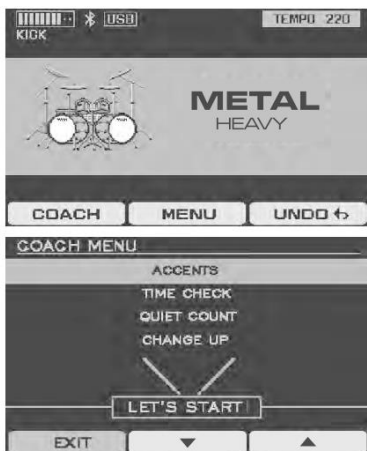 USB TEMPO 220
KICK
METAL
HEAVY
COACH MENU UNDO
COACH MENU
ACCENTS
TIME CHECK
QUIET COUNT
CHANGE UP
LET'S START
EXIT